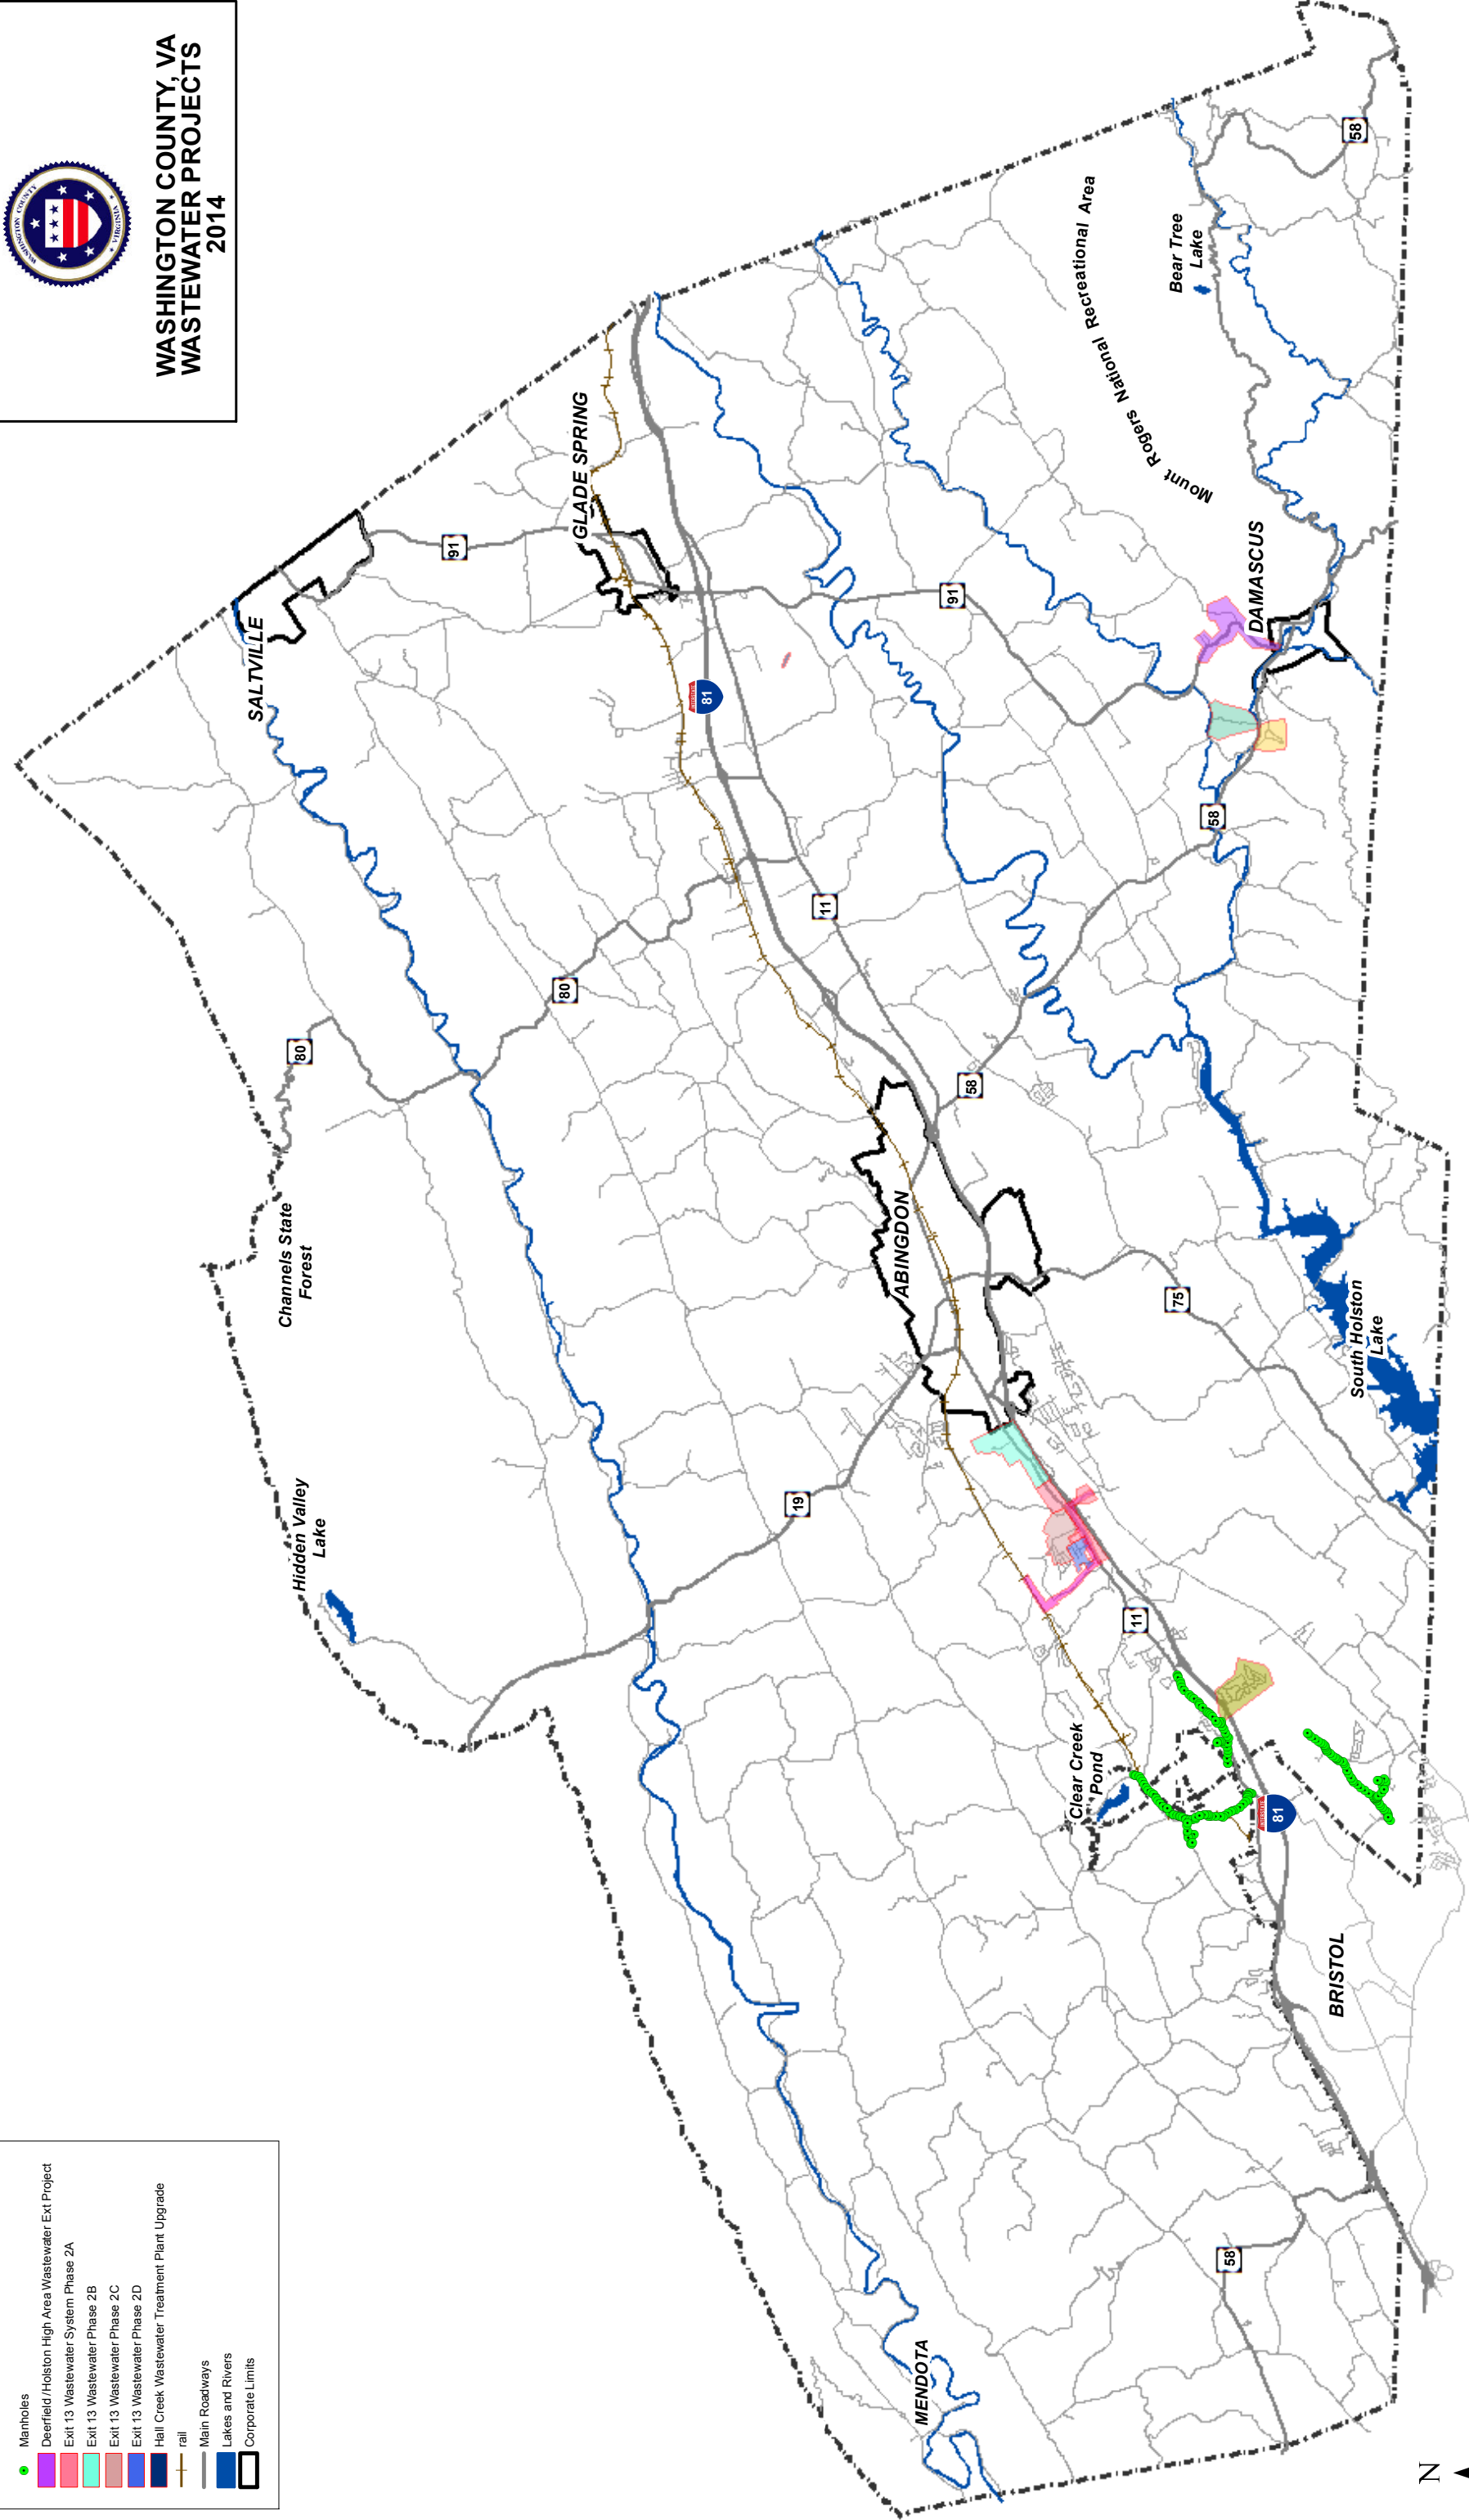 WASHINGTON COUNTY
VIRGINIA
WASHINGTON COUNTY, VA
WASTEWATER PROJECTS
2014
Manholes
Deerfield/Holston High Area Wastewater Ext Project
Exit 13 Wastewater System Phase 2A
Exit 13 Wastewater Phase 2B
Exit 13 Wastewater Phase 2C
Exit 13 Wastewater Phase 2D
Hall Creek Wastewater Treatment Plant Upgrade
rail
Main Roadways
Lakes and Rivers
Corporate Limits
Hidden Valley
Lake
Channels State
Forest
80
80
SALTVILLE
91
GLADE SPRING
81
91
11
19
ABINGDON
58
75
58
DAMASCUS
Mount Rogers National Recreational Area
Bear Tree
Lake
58
South Holston
Lake
11
Clear Creek
Pond
81
BRISTOL
58
MENDOTA
N